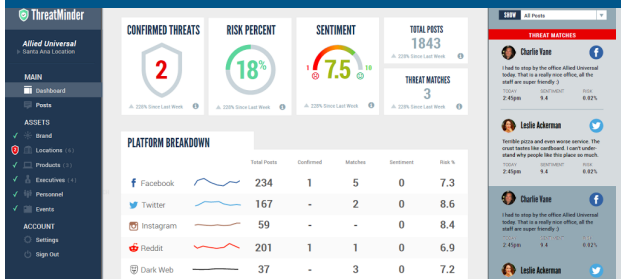 ThreatMinder
Allied Universal
Santa Ana Location
MAIN
Dashboard
Posts
ASSETS
Brand
Locations (6)
Products (3)
Executives (4)
Personnel
Events
ACCOUNT
Settings
Sign Out
CONFIRMED THREATS
2
220% Since Last Week
RISK PERCENT
18%
220% Since Last Week
SENTIMENT
1 7.5 10
220% Since Last Week
TOTAL POSTS
1843
220% Since Last Week
THREAT MATCHES
3
220% Since Last Week
PLATFORM BREAKDOWN
Total Posts Confirmed Matches Sentiment Risk %
Facebook 234 1 5 0 7.3
Twitter 167 - 2 0 8.6
Instagram 59 - - 0 8.4
Reddit 201 1 1 0 6.9
Dark Web 37 - 3 0 7.2
SHOW All Posts
THREAT MATCHES
Charlie Vane
I had to stop by the office Allied Universal
today. That is a really nice office, all the
staff are super friendly :)
TODAY SENTIMENT RISK
2:45pm 9.4 0.02%
Leslie Ackerman
Terrible pizza and even worse service. The
crust tastes like cardboard. I can't under-
stand why people like this place so much.
TODAY SENTIMENT RISK
2:45pm 9.4 0.02%
Charlie Vane
I had to stop by the office Allied Universal
today. That is a really nice office, all the
staff are super friendly :)
TODAY SENTIMENT RISK
2:45pm 9.4 0.02%
Leslie Ackerman